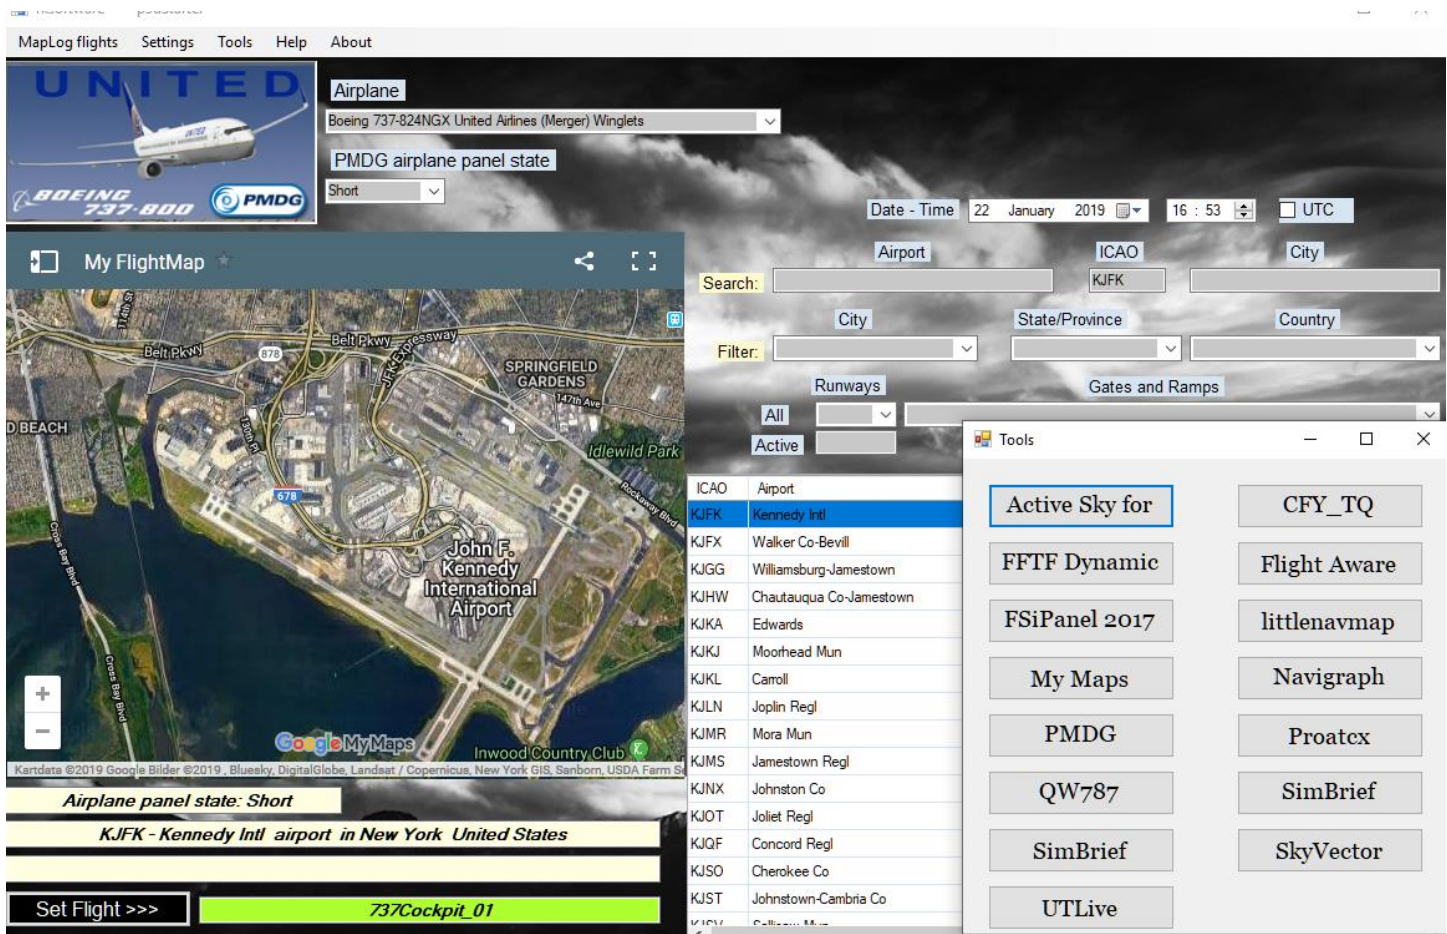 MapLog flights Settings Tools Help About
UNITED
UNITED
BOEING
737-800
PMDG
Airplane
Boeing 737-824NGX United Airlines (Merger) Winglets
PMDG airplane panel state
Short
Date - Time 22 January 2019 16 : 53 UTC
My FlightMap
Airport ICAO City
Search: KJFK
City State/Province Country
Filter:
Runways Gates and Ramps
All
Active
114th St
Belt Pkwy
878
Belt Pkwy
JFK Expressway
SPRINGFIELD
GARDENS
147th Ave
130th Pl
D BEACH
Idlewild Park
Rockaway Blvd
678
Cross Bay Blvd
John F.
Kennedy
International
Airport
Cross Bay Blvd
+
−
Google My Maps
Inwood Country Club
Kartdata ©2019 Google Bilder ©2019 , Bluesky, DigitalGlobe, Landsat / Copernicus, New York GIS, Sanborn, USDA Farm
Airplane panel state: Short
KJFK - Kennedy Intl airport in New York United States
Set Flight >>>
737Cockpit_01
ICAO Airport
KJFK Kennedy Intl
KJFX Walker Co-Bevill
KJGG Williamsburg-Jamestown
KJHW Chautauqua Co-Jamestown
KJKA Edwards
KJKJ Moorhead Mun
KJKL Carroll
KJLN Joplin Regl
KJMR Mora Mun
KJMS Jamestown Regl
KJNX Johnston Co
KJOT Joliet Regl
KJQF Concord Regl
KJSO Cherokee Co
KJST Johnstown-Cambria Co
Tools
Active Sky for CFY_TQ
FFTF Dynamic Flight Aware
FSiPanel 2017 littlenavmap
My Maps Navigraph
PMDG Proatcx
QW787 SimBrief
SimBrief SkyVector
UTLive